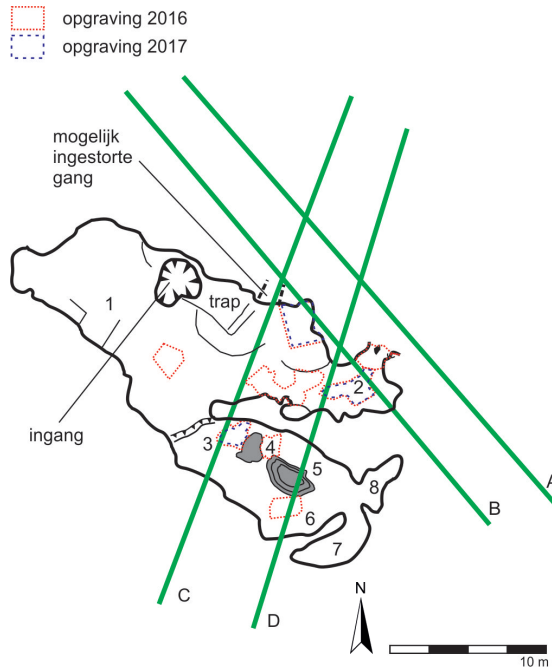 opgraving 2016
opgraving 2017
mogelijk
ingestorte
gang
trap
1
2
ingang
3
4
5
6
7
8
A
B
C
D
N
10 m